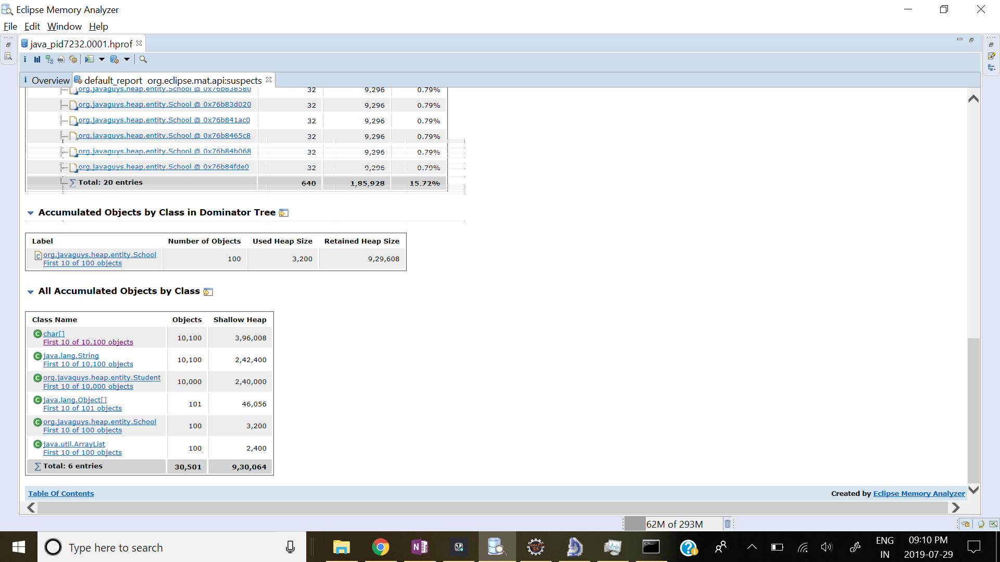 Eclipse Memory Analyzer
File Edit Window Help
java_pid7232.0001.hprof
Overview default_report org.eclipse.mat.api:suspects
org.javaguys.heap.entity.School @ 0x76b838580 32 9,296 0.79%
org.javaguys.heap.entity.School @ 0x76b83d020 32 9,296 0.79%
org.javaguys.heap.entity.School @ 0x76b841ac0 32 9,296 0.79%
org.javaguys.heap.entity.School @ 0x76b8465c8 32 9,296 0.79%
org.javaguys.heap.entity.School @ 0x76b84b068 32 9,296 0.79%
org.javaguys.heap.entity.School @ 0x76b84fde0 32 9,296 0.79%
Total: 20 entries 640 1,85,928 15.72%
Accumulated Objects by Class in Dominator Tree
Label Number of Objects Used Heap Size Retained Heap Size
org.javaguys.heap.entity.School 100 3,200 9,29,608
First 10 of 100 objects
All Accumulated Objects by Class
Class Name Objects Shallow Heap
char[] 10,100 3,96,008
First 10 of 10,100 objects
java.lang.String 10,100 2,42,400
First 10 of 10,100 objects
org.javaguys.heap.entity.Student 10,000 2,40,000
First 10 of 10,000 objects
java.lang.Object[] 101 46,056
First 10 of 101 objects
org.javaguys.heap.entity.School 100 3,200
First 10 of 100 objects
java.util.ArrayList 100 2,400
First 10 of 100 objects
Total: 6 entries 30,501 9,30,064
Table Of Contents Created by Eclipse Memory Analyzer
62M of 293M
Type here to search
ENG 09:10 PM
IN 2019-07-29